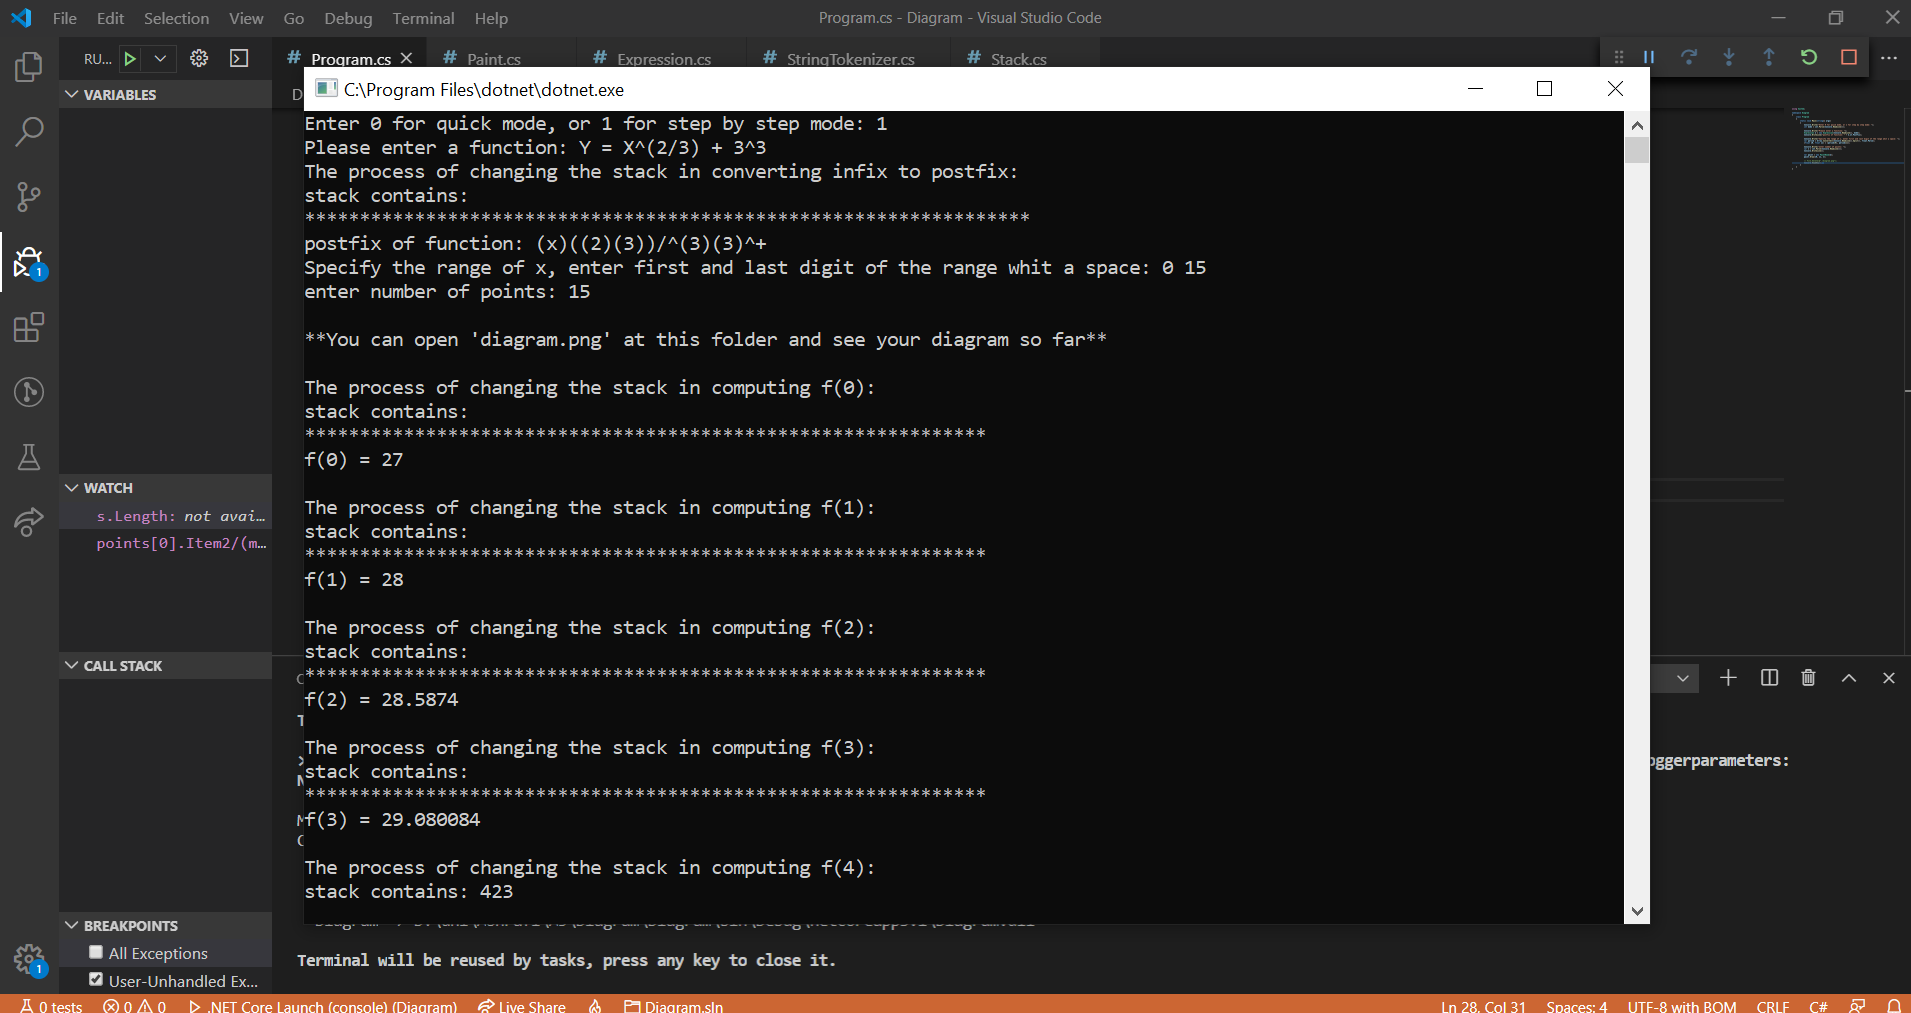 File Edit Selection View Go Debug Terminal Help
Program.cs - Diagram - Visual Studio Code
RU...
Program.cs
Paint.cs
Expression.cs
StringTokenizer.cs
Stack.cs
VARIABLES
WATCH
s.Length: not avai...
points[0].Item2/(m...
CALL STACK
BREAKPOINTS
All Exceptions
User-Unhandled Ex...
C:\Program Files\dotnet\dotnet.exe
Enter 0 for quick mode, or 1 for step by step mode: 1
Please enter a function: Y = X^(2/3) + 3^3
The process of changing the stack in converting infix to postfix:
stack contains:
******************************************************************
postfix of function: (x)((2)(3))/^(3)(3)^+
Specify the range of x, enter first and last digit of the range whit a space: 0 15
enter number of points: 15
**You can open 'diagram.png' at this folder and see your diagram so far**
The process of changing the stack in computing f(0):
stack contains:
**************************************************************
f(0) = 27
The process of changing the stack in computing f(1):
stack contains:
**************************************************************
f(1) = 28
The process of changing the stack in computing f(2):
stack contains:
**************************************************************
f(2) = 28.5874
The process of changing the stack in computing f(3):
stack contains:
**************************************************************
f(3) = 29.080084
The process of changing the stack in computing f(4):
stack contains: 423
oggerparameters:
Terminal will be reused by tasks, press any key to close it.
1
1
0 tests
0 0
.NET Core Launch (console) (Diagram)
Live Share
Diagram.sln
Ln 28, Col 31
Spaces: 4
UTF-8 with BOM
CRLF
C#